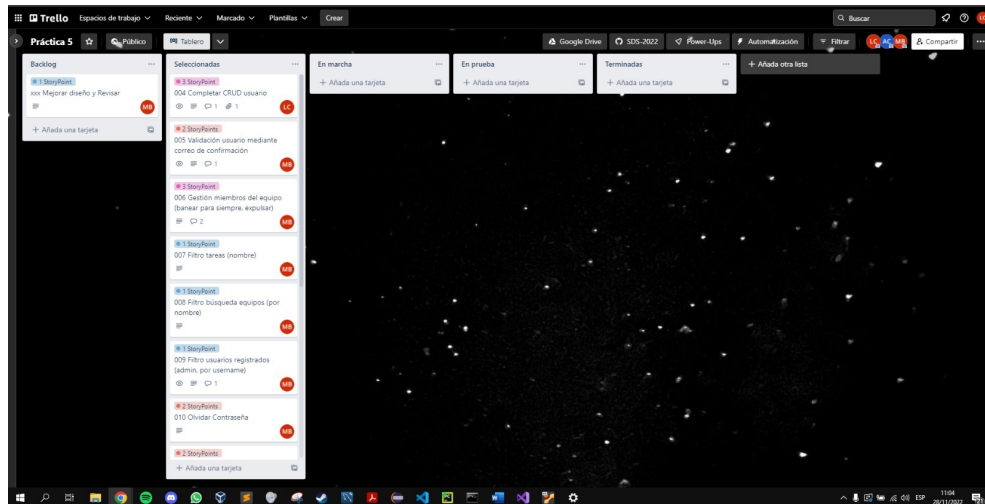 Trello Espacios de trabajo Reciente Marcado Plantillas Crear Buscar
Práctica 5 Público Tablero Google Drive SDS-2022 Power-Ups Automatización Filtrar LC AC MB Compartir
Backlog
1 StoryPoint
xxx Mejorar diseño y Revisar
MB
+ Añada una tarjeta
Seleccionadas
3 StoryPoint
004 Completar CRUD usuario
1 1 LC
2 StoryPoints
005 Validación usuario mediante
correo de confirmación
1 MB
3 StoryPoint
006 Gestión miembros del equipo
(banear para siempre, expulsar)
2 MB
1 StoryPoint
007 Filtro tareas (nombre)
MB
1 StoryPoint
008 Filtro búsqueda equipos (por
nombre)
MB
1 StoryPoint
009 Filtro usuarios registrados
(admin, por username)
1 MB
2 StoryPoints
010 Olvidar Contraseña
MB
2 StoryPoints
+ Añada una tarjeta
En marcha
+ Añada una tarjeta
En prueba
+ Añada una tarjeta
Terminadas
+ Añada una tarjeta
+ Añada otra lista
ESP 11:04
28/11/2022